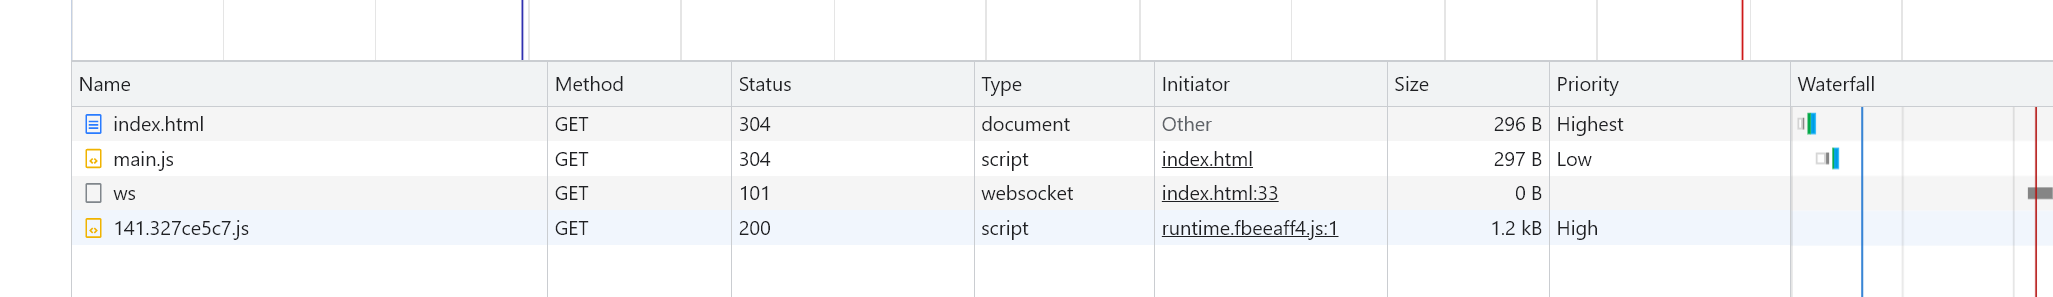 Name Method Status Type Initiator Size Priority Waterfall
index.html GET 304 document Other 296 B Highest
main.js GET 304 script index.html 297 B Low
ws GET 101 websocket index.html:33 0 B
141.327ce5c7.js GET 200 script runtime.fbeeaff4.js:1 1.2 kB High